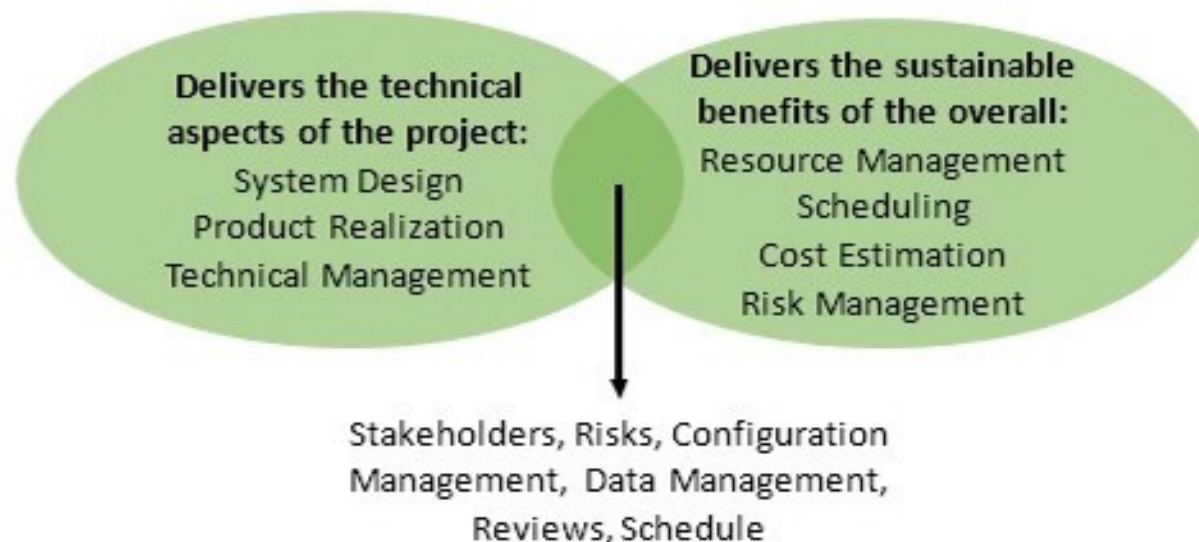 Delivers the technical
aspects of the project:
System Design
Product Realization
Technical Management
Delivers the sustainable
benefits of the overall:
Resource Management
Scheduling
Cost Estimation
Risk Management
Stakeholders, Risks, Configuration
Management, Data Management,
Reviews, Schedule